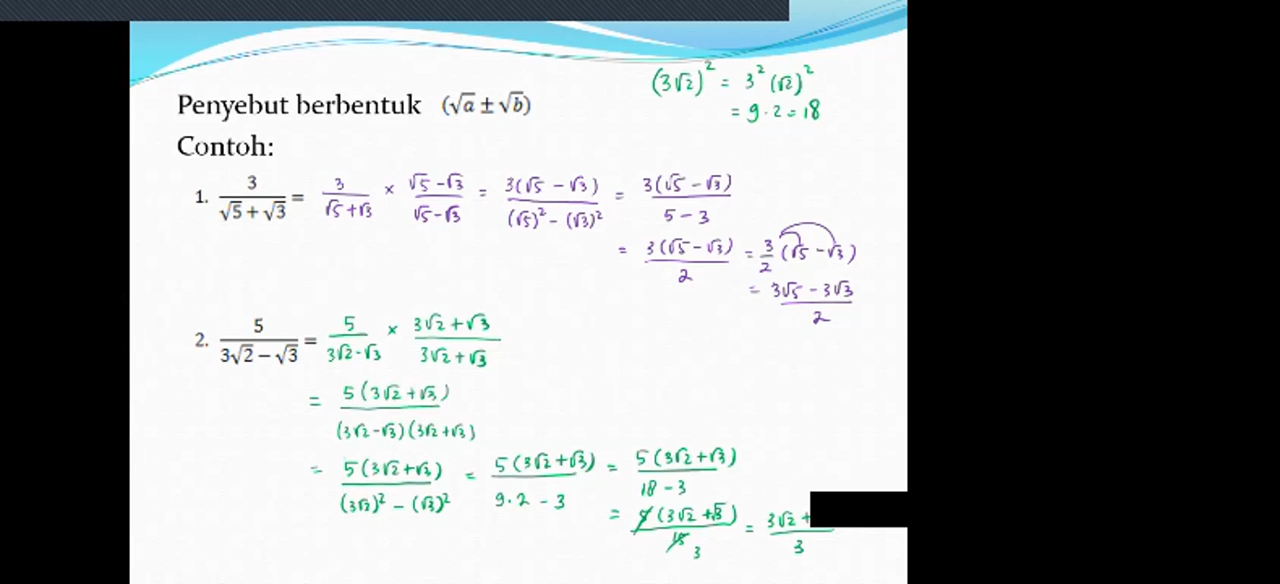 (3√2)² = 3² (√2)²
= 9 · 2 = 18
Penyebut berbentuk (√a ± √b)
Contoh:
1. 3/(√5 + √3) = 3/(√5 + √3) × (√5 − √3)/(√5 − √3) = 3(√5 − √3)/((√5)² − (√3)²) = 3(√5 − √3)/(5 − 3)
= 3(√5 − √3)/2 = 3/2 (√5 − √3)
= (3√5 − 3√3)/2
2. 5/(3√2 − √3) = 5/(3√2 − √3) × (3√2 + √3)/(3√2 + √3)
= 5(3√2 + √3)/((3√2 − √3)(3√2 + √3))
= 5(3√2 + √3)/((3√2)² − (√3)²) = 5(3√2 + √3)/(9 · 2 − 3) = 5(3√2 + √3)/(18 − 3)
= 5(3√2 + √3)/15 3 = (3√2 +)/3